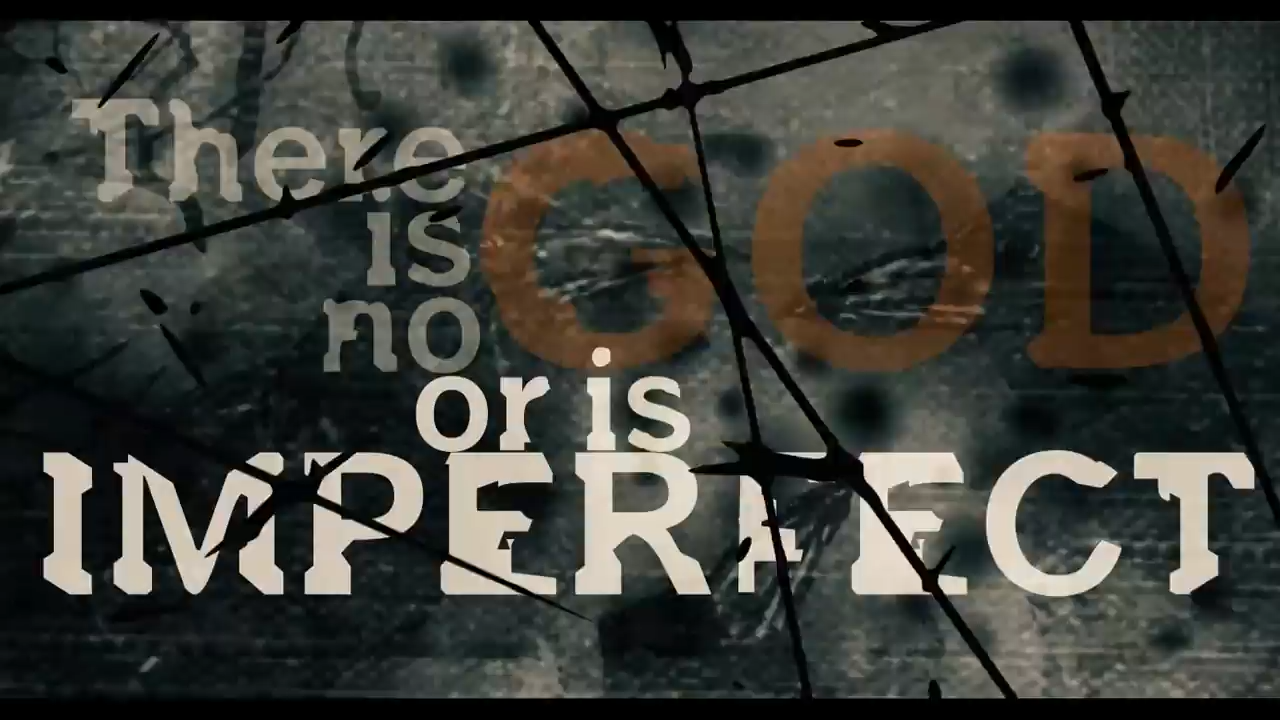 There
is
no GOD
or is
IMPERFECT